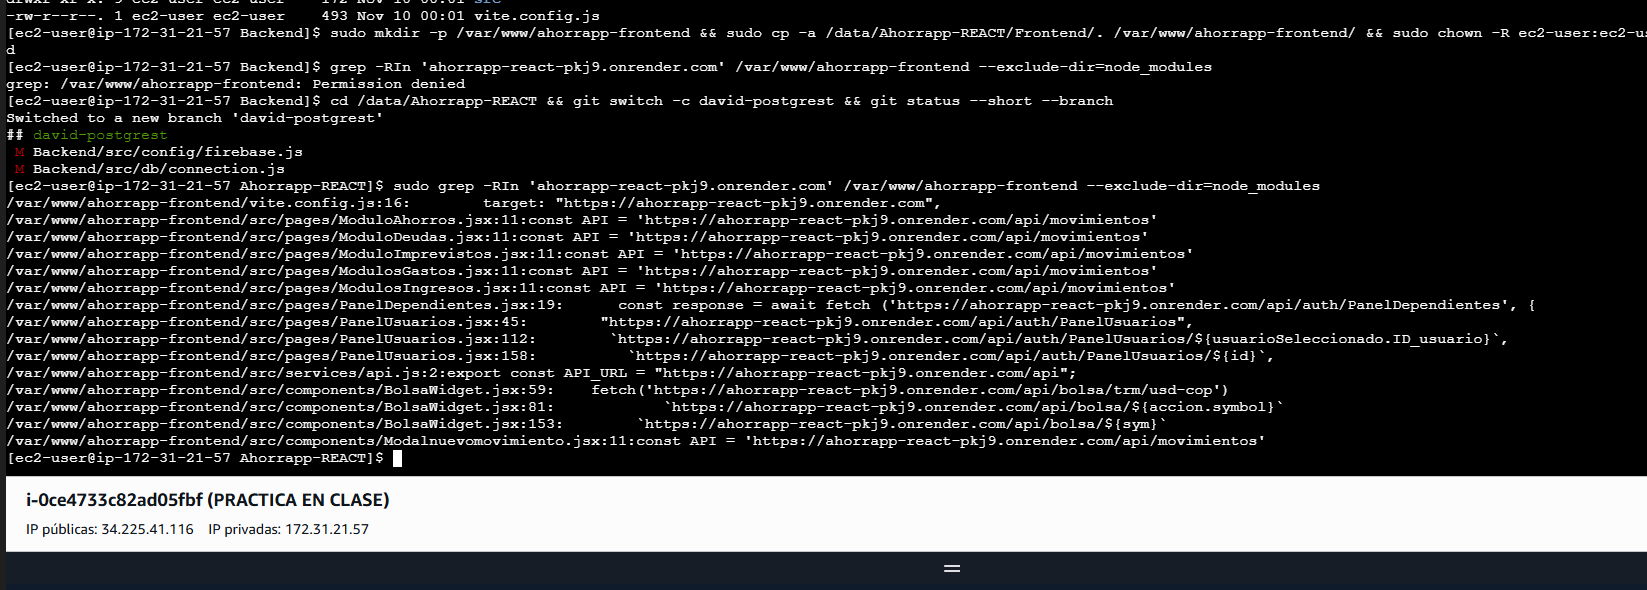 -rw-r--r--. 1 ec2-user ec2-user    493 Nov 10 00:01 vite.config.js
[ec2-user@ip-172-31-21-57 Backend]$ sudo mkdir -p /var/www/ahorrapp-frontend && sudo cp -a /data/Ahorrapp-REACT/Frontend/. /var/www/ahorrapp-frontend/ && sudo chown -R ec2-user:ec2-us
d
[ec2-user@ip-172-31-21-57 Backend]$ grep -RIn 'ahorrapp-react-pkj9.onrender.com' /var/www/ahorrapp-frontend --exclude-dir=node_modules
grep: /var/www/ahorrapp-frontend: Permission denied
[ec2-user@ip-172-31-21-57 Backend]$ cd /data/Ahorrapp-REACT && git switch -c david-postgrest && git status --short --branch
Switched to a new branch 'david-postgrest'
## david-postgrest
 M Backend/src/config/firebase.js
 M Backend/src/db/connection.js
[ec2-user@ip-172-31-21-57 Ahorrapp-REACT]$ sudo grep -RIn 'ahorrapp-react-pkj9.onrender.com' /var/www/ahorrapp-frontend --exclude-dir=node_modules
/var/www/ahorrapp-frontend/vite.config.js:16:        target: "https://ahorrapp-react-pkj9.onrender.com",
/var/www/ahorrapp-frontend/src/pages/ModuloAhorros.jsx:11:const API = 'https://ahorrapp-react-pkj9.onrender.com/api/movimientos'
/var/www/ahorrapp-frontend/src/pages/ModuloDeudas.jsx:11:const API = 'https://ahorrapp-react-pkj9.onrender.com/api/movimientos'
/var/www/ahorrapp-frontend/src/pages/ModuloImprevistos.jsx:11:const API = 'https://ahorrapp-react-pkj9.onrender.com/api/movimientos'
/var/www/ahorrapp-frontend/src/pages/ModulosGastos.jsx:11:const API = 'https://ahorrapp-react-pkj9.onrender.com/api/movimientos'
/var/www/ahorrapp-frontend/src/pages/ModulosIngresos.jsx:11:const API = 'https://ahorrapp-react-pkj9.onrender.com/api/movimientos'
/var/www/ahorrapp-frontend/src/pages/PanelDependientes.jsx:19:      const response = await fetch ('https://ahorrapp-react-pkj9.onrender.com/api/auth/PanelDependientes', {
/var/www/ahorrapp-frontend/src/pages/PanelUsuarios.jsx:45:        "https://ahorrapp-react-pkj9.onrender.com/api/auth/PanelUsuarios",
/var/www/ahorrapp-frontend/src/pages/PanelUsuarios.jsx:112:        `https://ahorrapp-react-pkj9.onrender.com/api/auth/PanelUsuarios/${usuarioSeleccionado.ID_usuario}`,
/var/www/ahorrapp-frontend/src/pages/PanelUsuarios.jsx:158:          `https://ahorrapp-react-pkj9.onrender.com/api/auth/PanelUsuarios/${id}`,
/var/www/ahorrapp-frontend/src/services/api.js:2:export const API_URL = "https://ahorrapp-react-pkj9.onrender.com/api";
/var/www/ahorrapp-frontend/src/components/BolsaWidget.jsx:59:    fetch('https://ahorrapp-react-pkj9.onrender.com/api/bolsa/trm/usd-cop')
/var/www/ahorrapp-frontend/src/components/BolsaWidget.jsx:81:            `https://ahorrapp-react-pkj9.onrender.com/api/bolsa/${accion.symbol}`
/var/www/ahorrapp-frontend/src/components/BolsaWidget.jsx:153:        `https://ahorrapp-react-pkj9.onrender.com/api/bolsa/${sym}`
/var/www/ahorrapp-frontend/src/components/Modalnuevomovimiento.jsx:11:const API = 'https://ahorrapp-react-pkj9.onrender.com/api/movimientos'
[ec2-user@ip-172-31-21-57 Ahorrapp-REACT]$
i-0ce4733c82ad05fbf (PRACTICA EN CLASE)
IP públicas: 34.225.41.116   IP privadas: 172.31.21.57